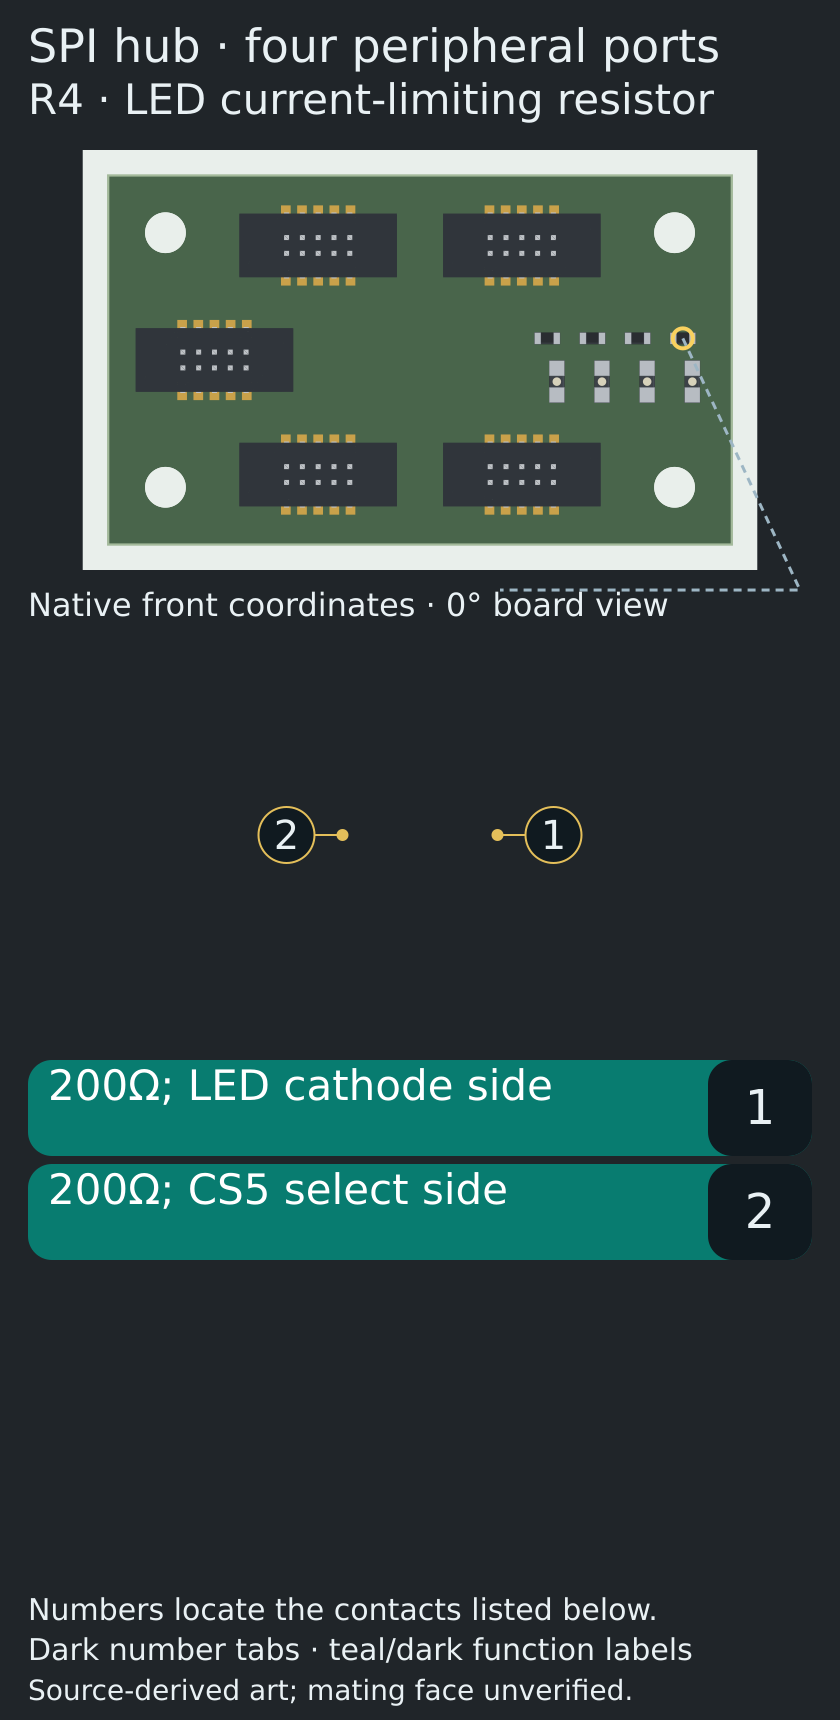 SPI hub · four peripheral ports
R4 · LED current-limiting resistor
Native front coordinates · 0° board view
2
1
200Ω; LED cathode side
1
200Ω; CS5 select side
2
Numbers locate the contacts listed below.
Dark number tabs · teal/dark function labels
Source-derived art; mating face unverified.